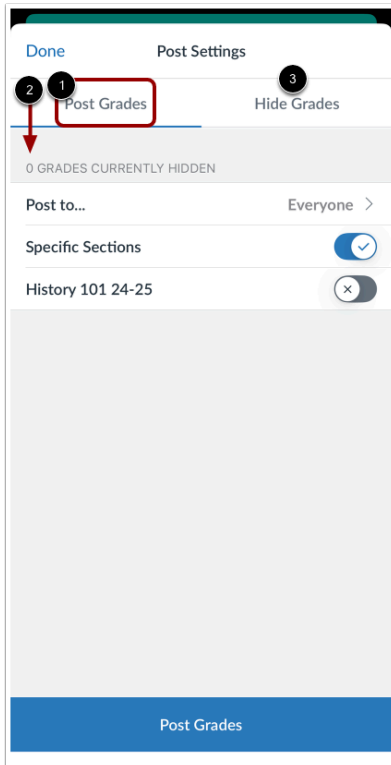 Done Post Settings
2 1 3
Post Grades Hide Grades
0 GRADES CURRENTLY HIDDEN
Post to... Everyone
Specific Sections
History 101 24-25
Post Grades